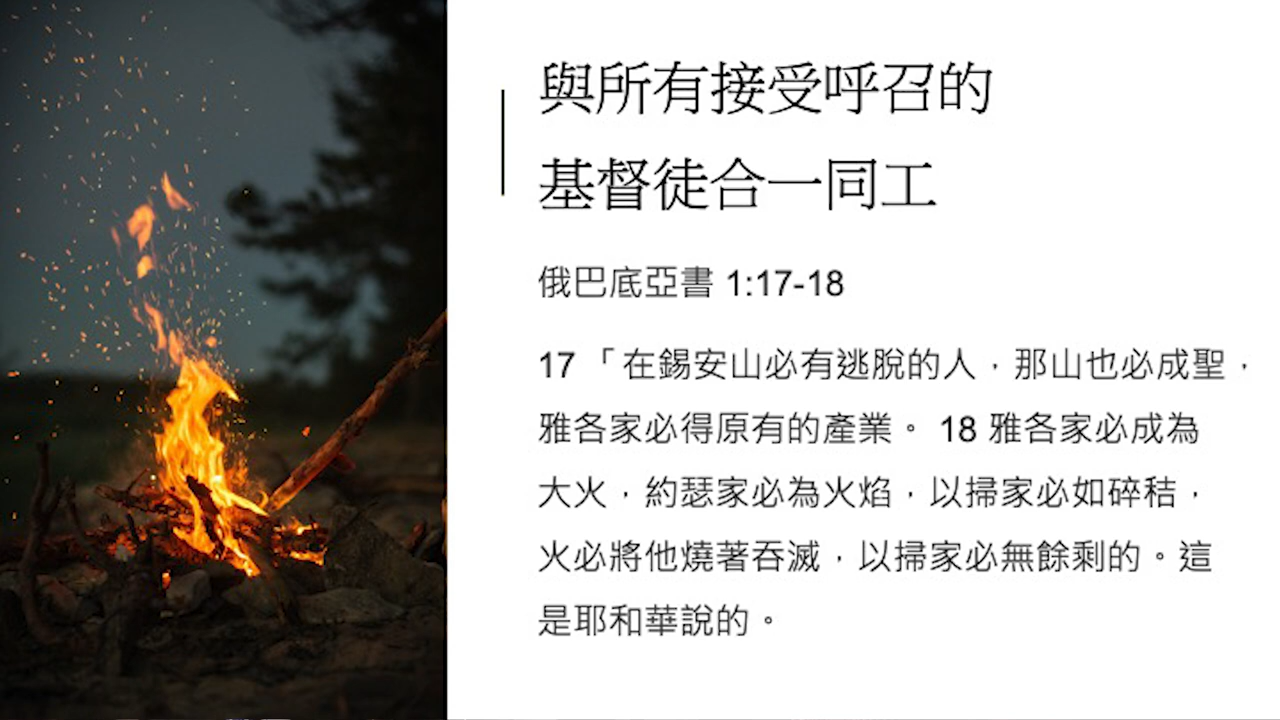 與所有接受呼召的
基督徒合一同工
俄巴底亞書 1:17-18
17 「在錫安山必有逃脫的人，那山也必成聖，
雅各家必得原有的產業。 18 雅各家必成為
大火，約瑟家必為火焰，以掃家必如碎秸，
火必將他燒著吞滅，以掃家必無餘剩的。這
是耶和華說的。